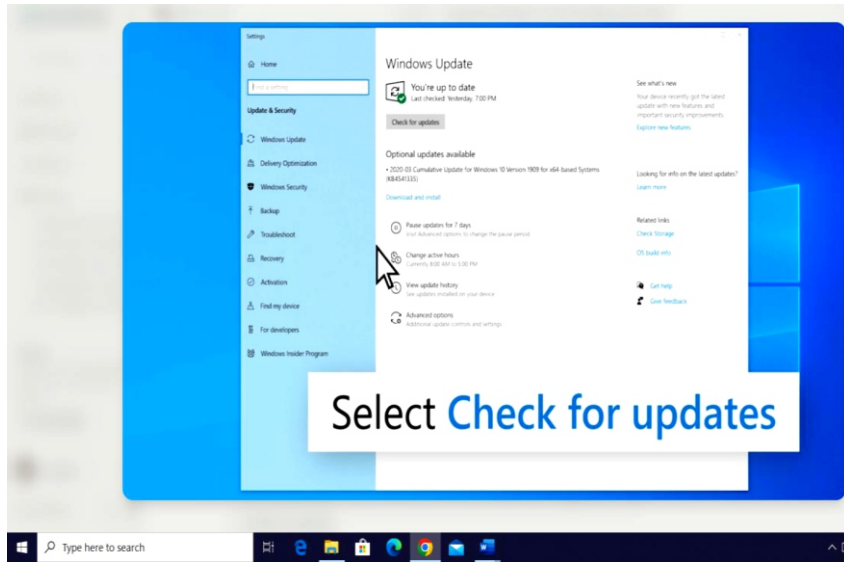 Settings
Home
Find a setting
Update & Security
Windows Update
Delivery Optimization
Windows Security
Backup
Troubleshoot
Recovery
Activation
Find my device
For developers
Windows Insider Program
Windows Update
You're up to date
Last checked: Yesterday, 7:00 PM
Check for updates
Optional updates available
• 2020-03 Cumulative Update for Windows 10 Version 1909 for x64-based Systems
(KB4541335)
Download and install
Pause updates for 7 days
Visit Advanced options to change the pause period
Change active hours
Currently 8:00 AM to 5:00 PM
View update history
See updates installed on your device
Advanced options
Additional update controls and settings
See what's new
Your device recently got the latest
update with new features and
important security improvements.
Explore new features
Looking for info on the latest updates?
Learn more
Related links
Check Storage
OS build info
Get help
Give feedback
Select Check for updates
Type here to search